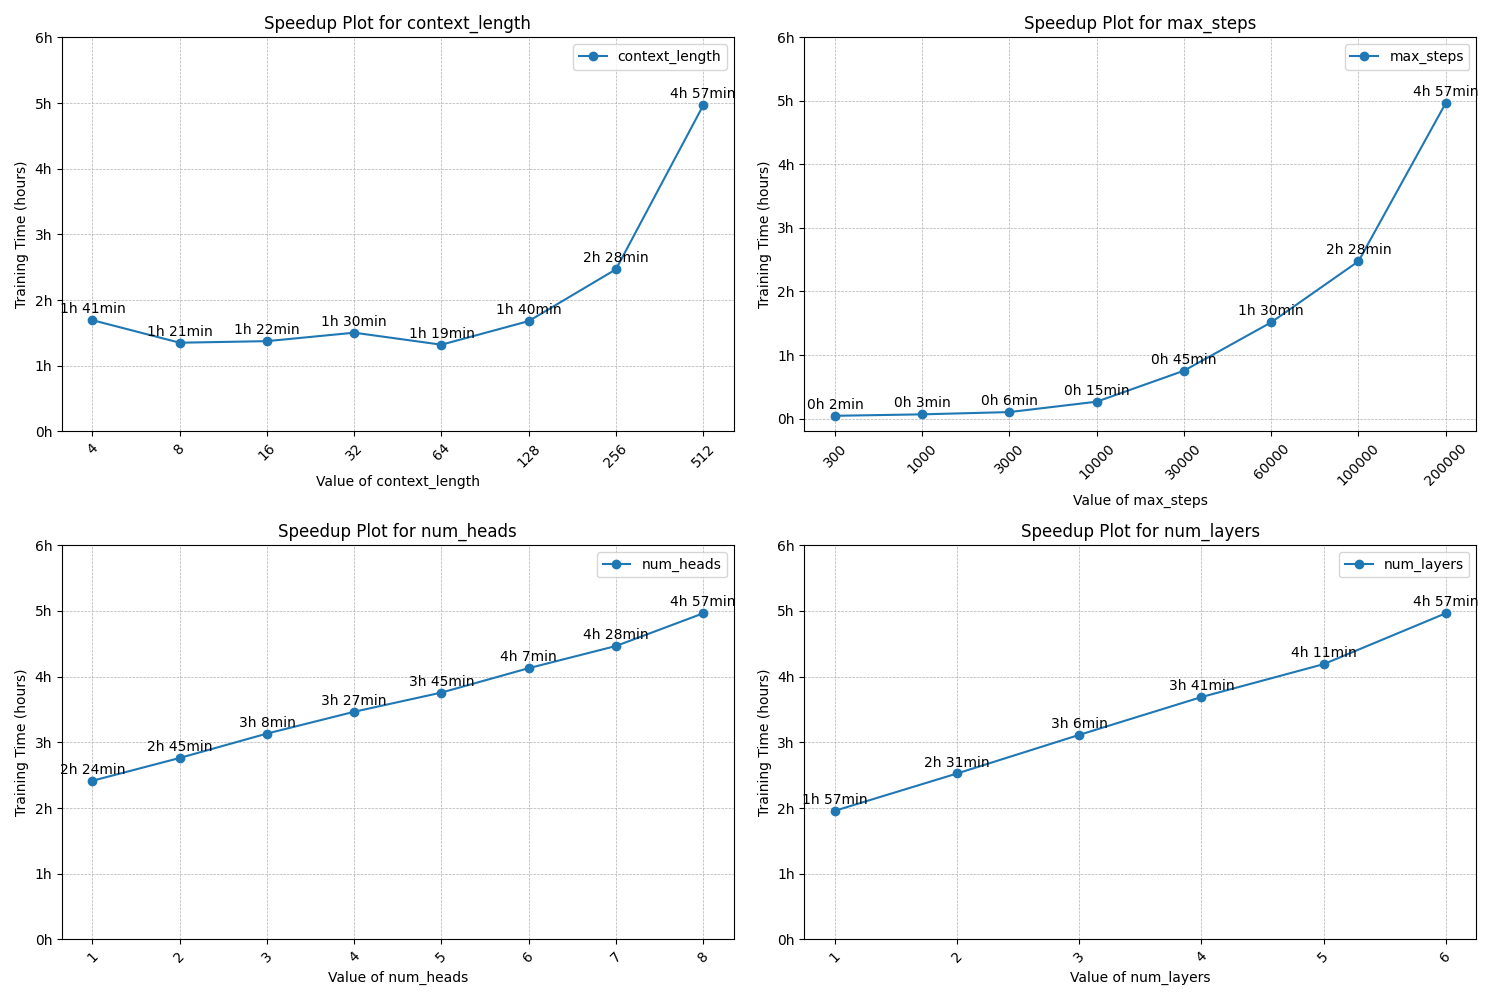 Speedup Plot for context_length
context_length
6h
5h
4h
3h
2h
1h
0h
Training Time (hours)
1h 41min
1h 21min
1h 22min
1h 30min
1h 19min
1h 40min
2h 28min
4h 57min
4
8
16
32
64
128
256
512
Value of context_length
Speedup Plot for max_steps
max_steps
6h
5h
4h
3h
2h
1h
0h
Training Time (hours)
0h 2min
0h 3min
0h 6min
0h 15min
0h 45min
1h 30min
2h 28min
4h 57min
300
1000
3000
10000
30000
60000
100000
200000
Value of max_steps
Speedup Plot for num_heads
num_heads
6h
5h
4h
3h
2h
1h
0h
Training Time (hours)
2h 24min
2h 45min
3h 8min
3h 27min
3h 45min
4h 7min
4h 28min
4h 57min
1
2
3
4
5
6
7
8
Value of num_heads
Speedup Plot for num_layers
num_layers
6h
5h
4h
3h
2h
1h
0h
Training Time (hours)
1h 57min
2h 31min
3h 6min
3h 41min
4h 11min
4h 57min
1
2
3
4
5
6
Value of num_layers